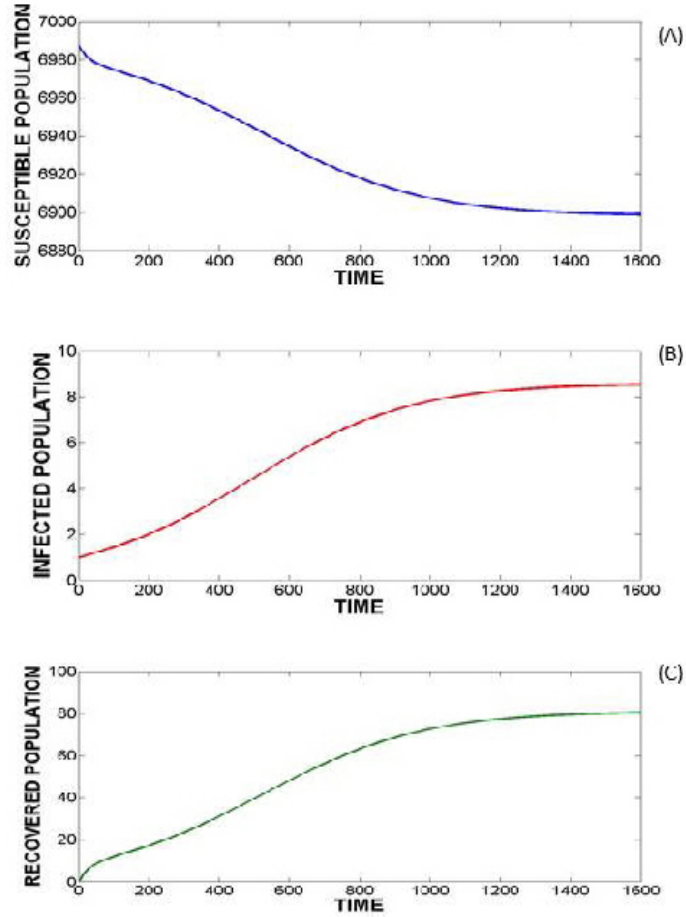 (A)
SUSCEPTIBLE POPULATION
7000
6980
6960
6940
6920
6900
6880
0 200 400 600 800 1000 1200 1400 1600
TIME
(B)
INFECTED POPULATION
10
8
6
4
2
0
0 200 400 600 800 1000 1200 1400 1600
TIME
(C)
RECOVERED POPULATION
100
80
60
40
20
0
0 200 400 600 800 1000 1200 1400 1600
TIME